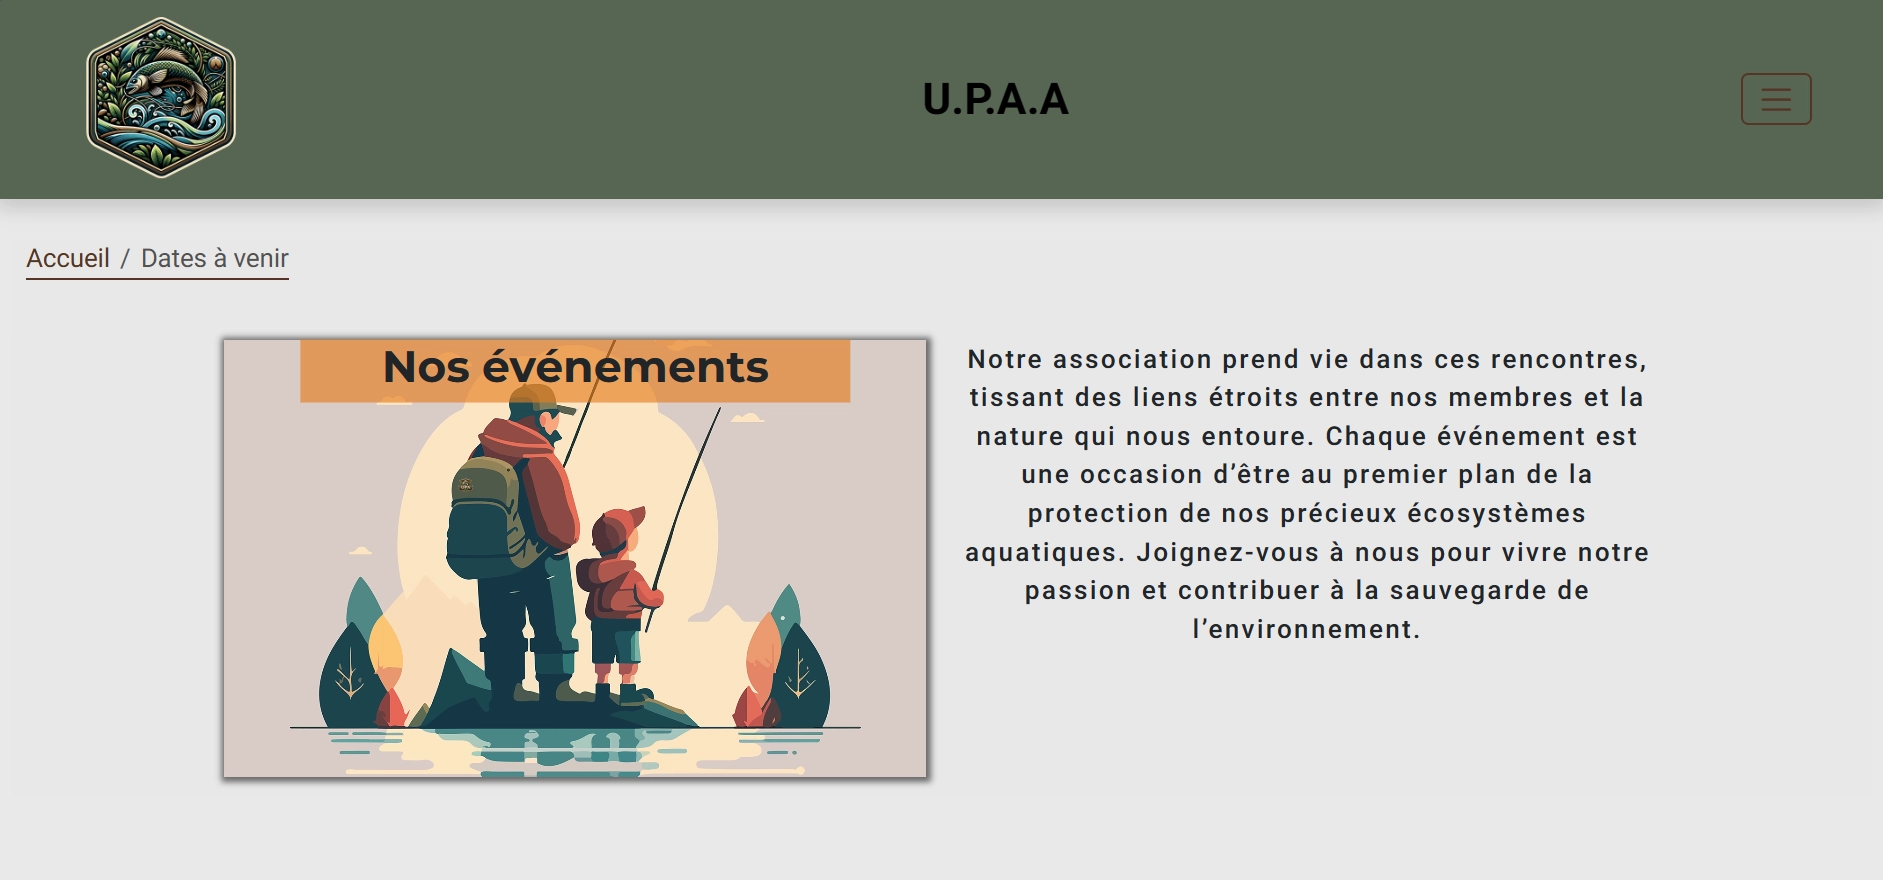 U.P.A.A
Accueil / Dates à venir
Nos événements
Notre association prend vie dans ces rencontres,
tissant des liens étroits entre nos membres et la
nature qui nous entoure. Chaque événement est
une occasion d’être au premier plan de la
protection de nos précieux écosystèmes
aquatiques. Joignez-vous à nous pour vivre notre
passion et contribuer à la sauvegarde de
l’environnement.